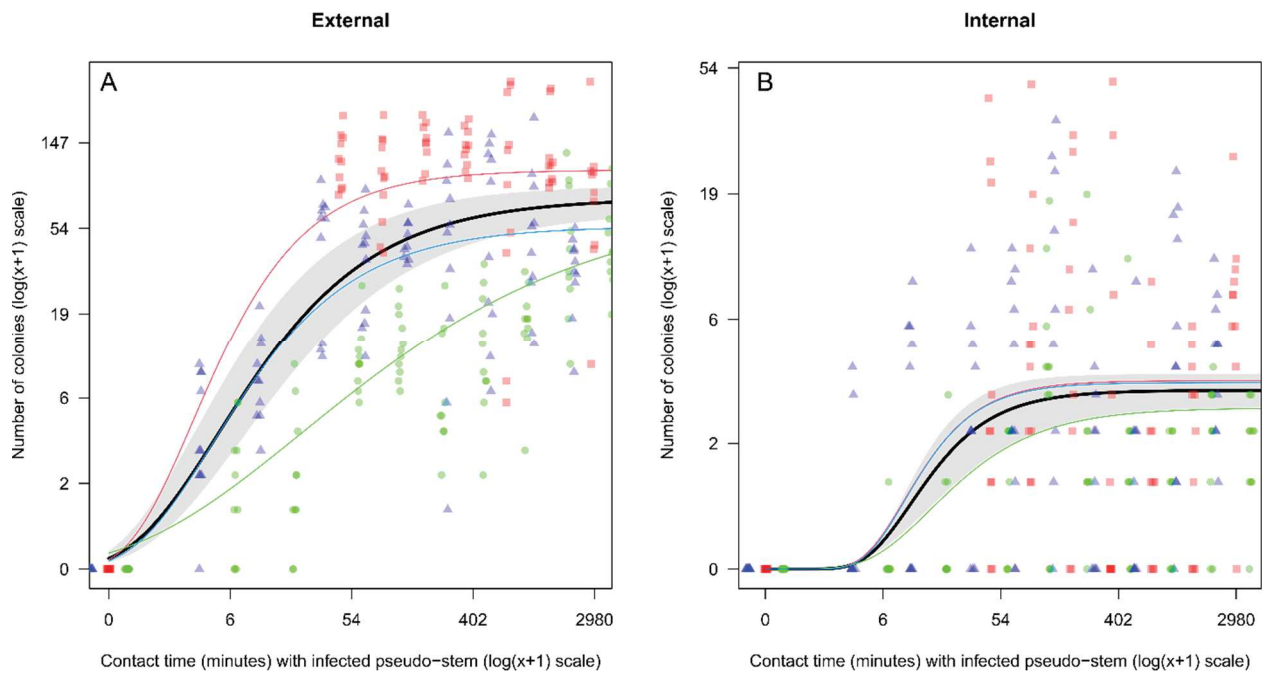 External
Internal
A
147
54
19
6
2
0
0 6 54 402 2980
Number of colonies (log(x+1) scale)
Contact time (minutes) with infected pseudo−stem (log(x+1) scale)
B
54
19
6
2
0
0 6 54 402 2980
Number of colonies (log(x+1) scale)
Contact time (minutes) with infected pseudo−stem (log(x+1) scale)